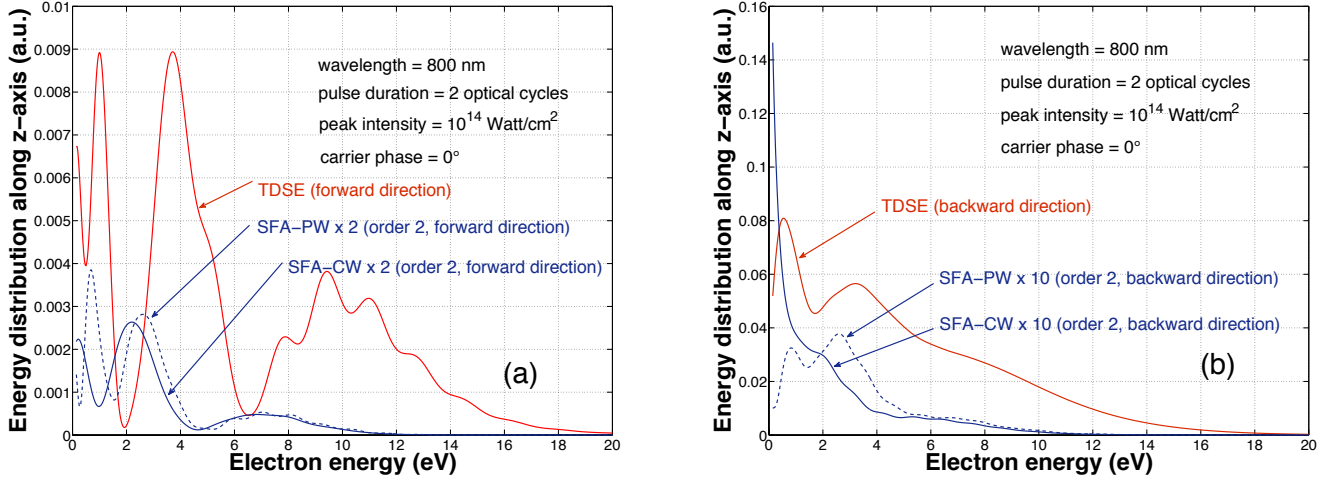 Energy distribution along z−axis (a.u.)
0.01
0.009
0.008
0.007
0.006
0.005
0.004
0.003
0.002
0.001
0
wavelength = 800 nm
pulse duration = 2 optical cycles
peak intensity = 10^14 Watt/cm^2
carrier phase = 0°
TDSE (forward direction)
SFA−PW x 2 (order 2, forward direction)
SFA−CW x 2 (order 2, forward direction)
(a)
0 2 4 6 8 10 12 14 16 18 20
Electron energy (eV)
Energy distribution along z−axis (a.u.)
0.16
0.14
0.12
0.1
0.08
0.06
0.04
0.02
0
wavelength = 800 nm
pulse duration = 2 optical cycles
peak intensity = 10^14 Watt/cm^2
carrier phase = 0°
TDSE (backward direction)
SFA−PW x 10 (order 2, backward direction)
SFA−CW x 10 (order 2, backward direction)
(b)
0 2 4 6 8 10 12 14 16 18 20
Electron energy (eV)